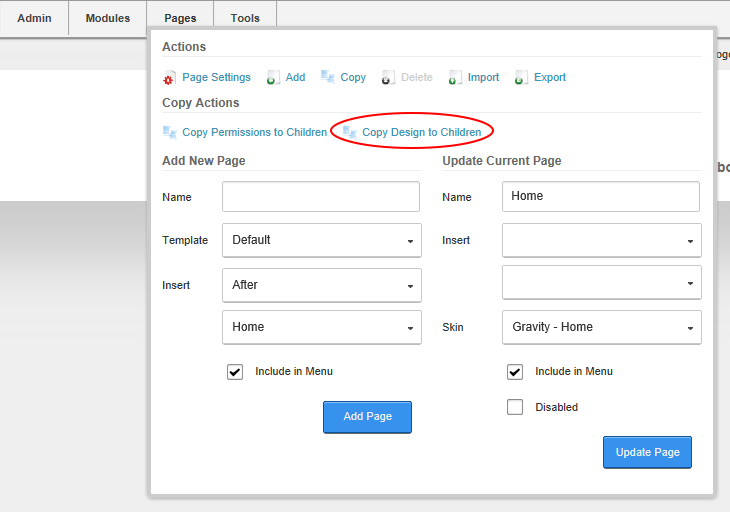 Admin Modules Pages Tools
Actions
Page Settings Add Copy Delete Import Export
Copy Actions
Copy Permissions to Children Copy Design to Children
Add New Page Update Current Page
Name Name Home
Template Default Insert
Insert After
Home Skin Gravity - Home
Include in Menu Include in Menu
Disabled
Add Page
Update Page